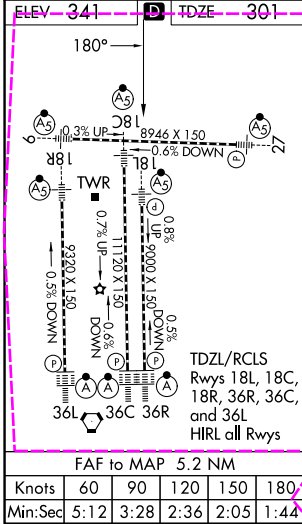 ELEV 341 D TDZE 301
180°
18C
A5
A5
A5
0.3% UP
8946 X 150
9
27
0.6% DOWN
P
18R
18L
A5
A5
TWR
P
0.7% UP
0.8% UP
9320 X 150
11120 X 150
9000 X 150
0.5% DOWN
0.6% DOWN
0.5% DOWN
P
P
P
A
A
A
36L 36C 36R
TDZL/RCLS
Rwys 18L, 18C,
18R, 36R, 36C,
and 36L
HIRL all Rwys
FAF to MAP 5.2 NM
Knots 60 90 120 150 180
Min:Sec 5:12 3:28 2:36 2:05 1:44